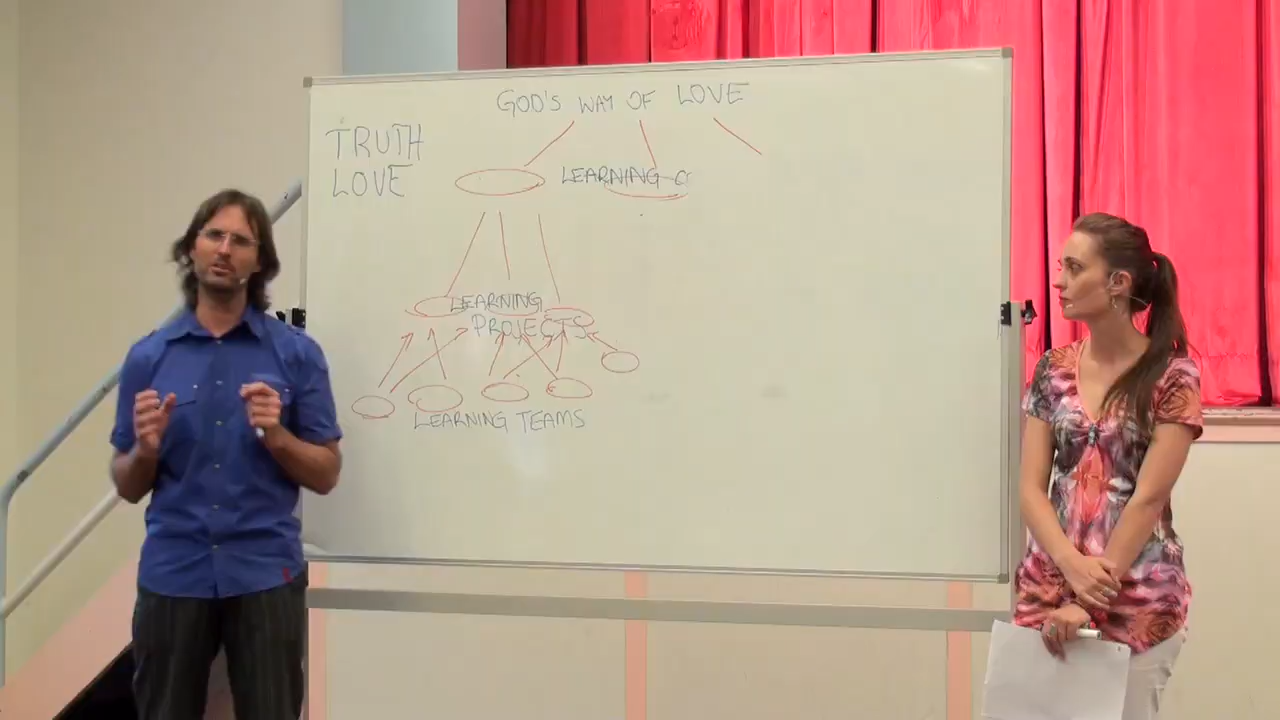 GOD'S WAY OF LOVE
TRUTH
LOVE
LEARNING
LEARNING
PROJECTS
LEARNING TEAMS